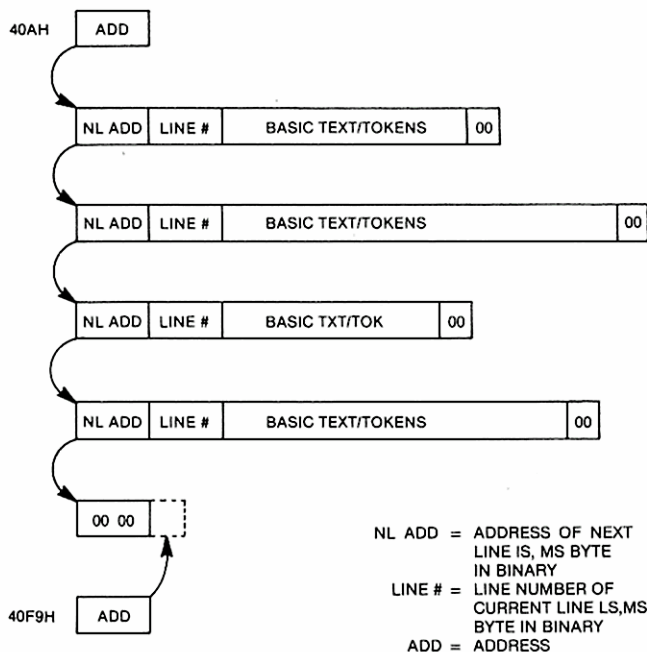 40AH ADD
NL ADD LINE # BASIC TEXT/TOKENS 00
NL ADD LINE # BASIC TEXT/TOKENS 00
NL ADD LINE # BASIC TXT/TOK 00
NL ADD LINE # BASIC TEXT/TOKENS 00
00 00
NL ADD = ADDRESS OF NEXT
LINE IS, MS BYTE
IN BINARY
LINE # = LINE NUMBER OF
CURRENT LINE LS,MS
BYTE IN BINARY
ADD = ADDRESS
40F9H ADD